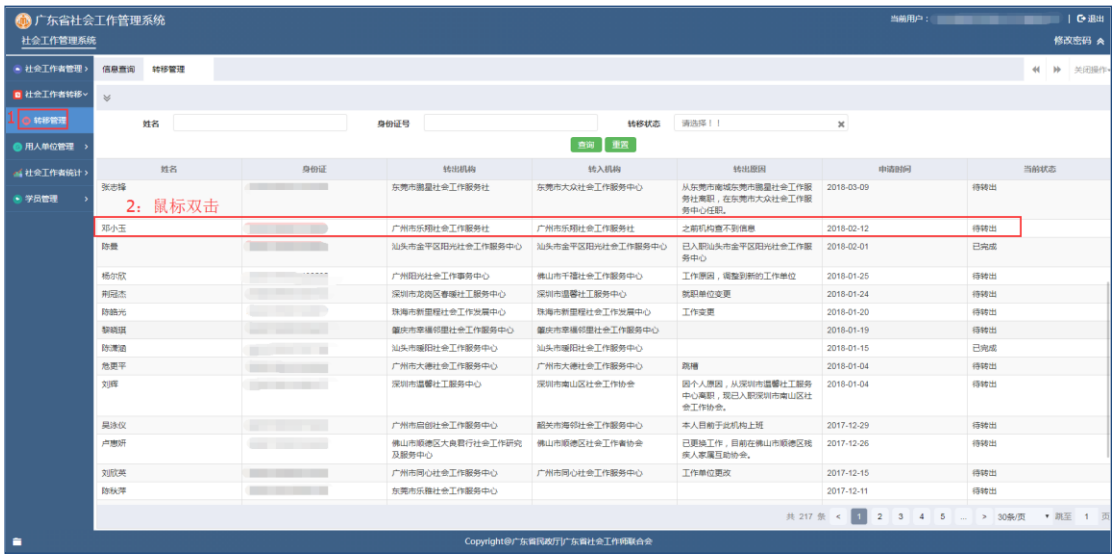 广东省社会工作管理系统
当前用户：
退出
社会工作管理系统
修改密码
社会工作者管理
信息查询 转移管理
关闭操作
社会工作者转移
1 转移管理
姓名 身份证号 转移状态 请选择！！
用人单位管理
查询 重置
社会工作者统计
姓名 身份证 转出机构 转入机构 转出原因 申请时间 当前状态
学员管理
张志锋 东莞市鹏星社会工作服务社 东莞市大众社会工作服务中心 从东莞市南城东莞市鹏星社会工作服 2018-03-09 待转出
务社离职，在东莞市大众社会工作服
务中心任职。
2：鼠标双击
邓小玉 广州市乐翔社会工作服务社 广州市乐翔社会工作服务社 之前机构查不到信息 2018-02-12 待转出
陈曼 汕头市金平区阳光社会工作服务中心 汕头市金平区阳光社会工作服务中心 已入职汕头市金平区阳光社会工作服 2018-02-01 已完成
务中心
杨尔欣 广州阳光社会工作事务中心 佛山市千禧社会工作服务中心 工作原因，调整到新的工作单位 2018-01-25 待转出
荆冠杰 深圳市龙岗区春暖社工服务中心 深圳市温馨社工服务中心 就职单位变更 2018-01-24 待转出
陈皓光 珠海市新里程社会工作发展中心 珠海市新里程社会工作发展中心 工作变更 2018-01-20 待转出
黎晓琪 肇庆市幸福邻里社会工作服务中心 肇庆市幸福邻里社会工作服务中心 2018-01-19 待转出
陈潇涵 汕头市暖阳社会工作服务中心 汕头市暖阳社会工作服务中心 2018-01-15 已完成
危更平 广州市大德社会工作服务中心 广州市大德社会工作服务中心 跳槽 2018-01-04 待转出
刘辉 深圳市温馨社工服务中心 深圳市南山区社会工作协会 因个人原因，从深圳市温馨社工服务 2018-01-04 待转出
中心离职，现已入职深圳市南山区社
会工作协会。
吴泳仪 广州市启创社会工作服务中心 韶关市海邻社会工作服务中心 本人目前于此机构上班 2017-12-29 待转出
卢惠妍 佛山市顺德区大良君行社会工作研究 佛山市顺德区社会工作者协会 已更换工作，目前在佛山市顺德区残 2017-12-26 待转出
及服务中心 疾人家属互助协会。
刘欣英 广州市同心社会工作服务中心 广州市同心社会工作服务中心 工作单位更改 2017-12-15 待转出
陈秋萍 东莞市乐雅社会工作服务中心 2017-12-11 待转出
共 217 条 < 1 2 3 4 5 ... > 30条/页 跳至 1 页
Copyright@广东省民政厅|广东省社会工作师联合会